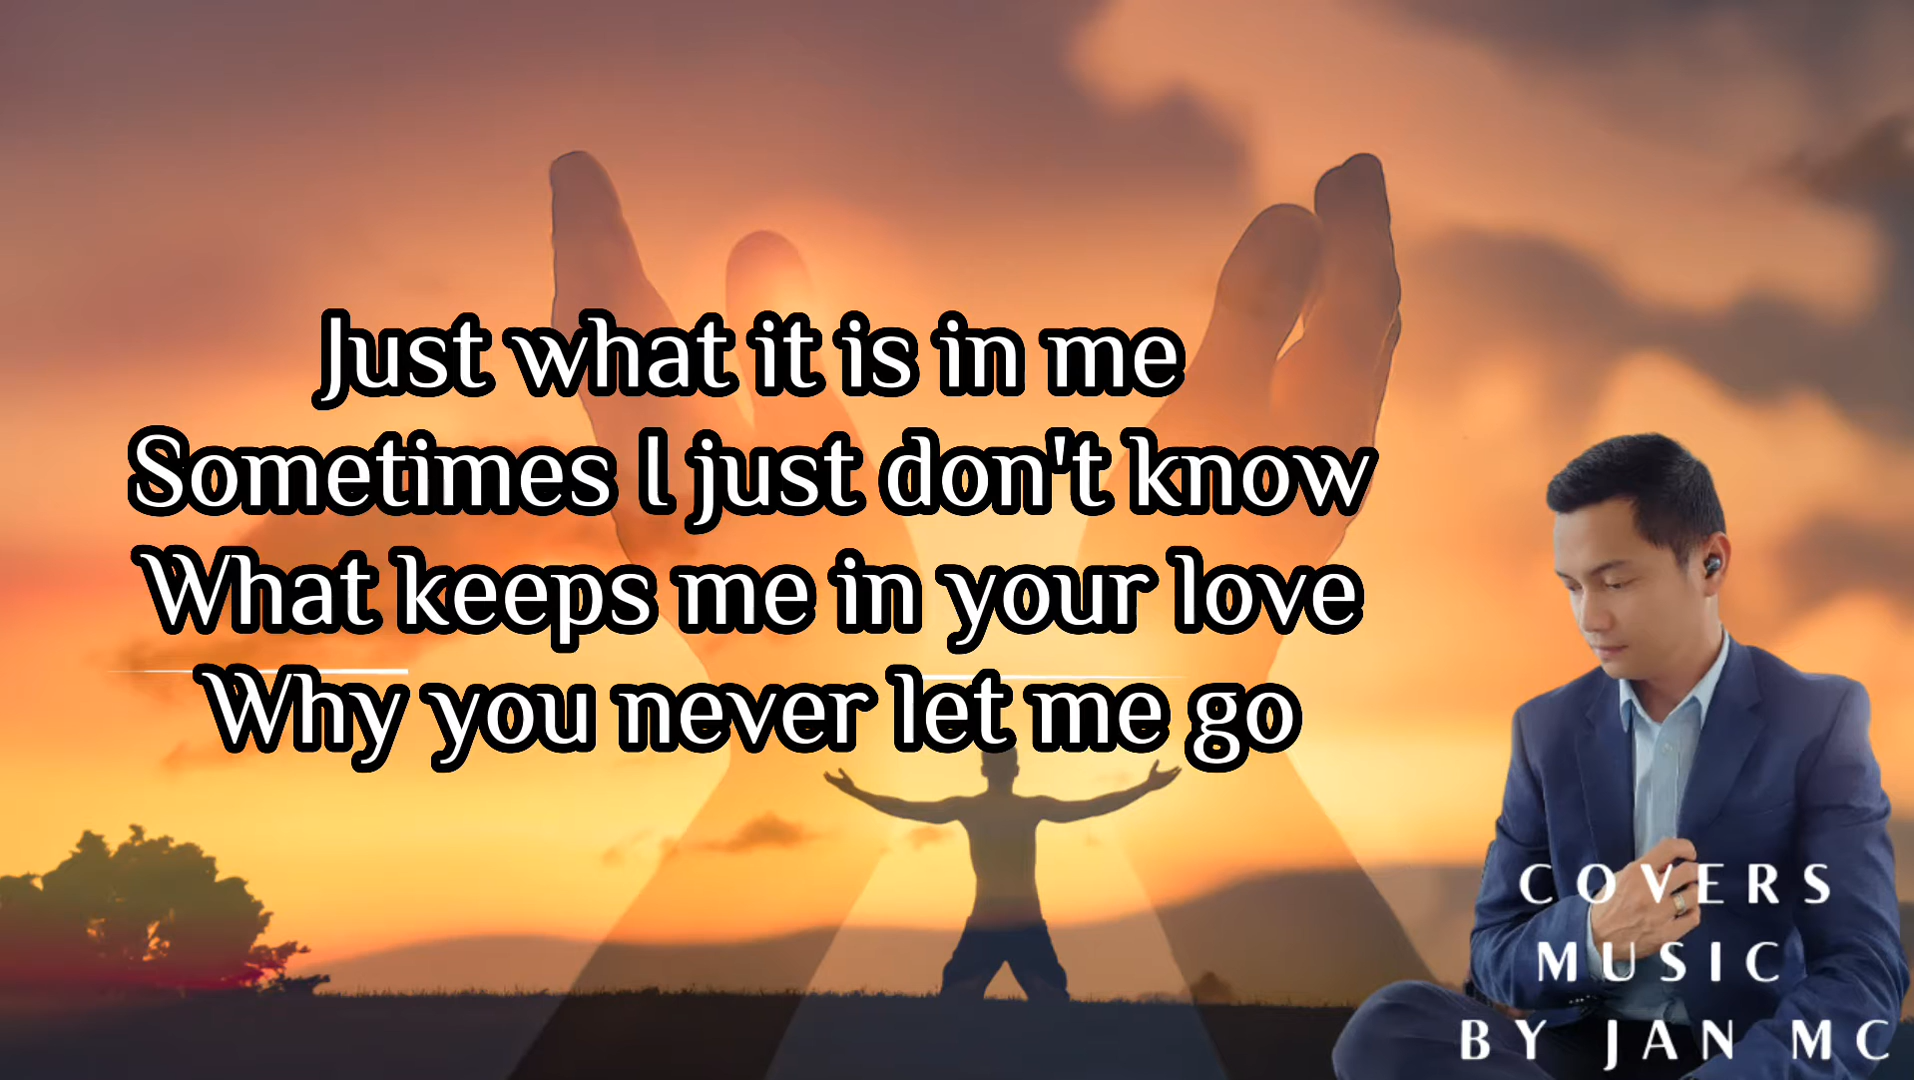 Just what it is in me
Sometimes I just don't know
What keeps me in your love
Why you never let me go
COVERS
MUSIC
BY JAN MC